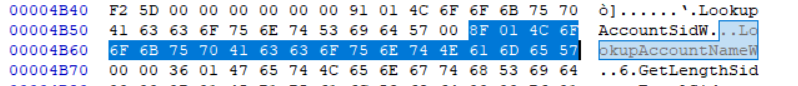 00004B40 F2 5D 00 00 00 00 00 00 91 01 4C 6F 6F 6B 75 70 ò]......‘.Lookup
00004B50 41 63 63 6F 75 6E 74 53 69 64 57 00 8F 01 4C 6F AccountSidW...Lo
00004B60 6F 6B 75 70 41 63 63 6F 75 6E 74 4E 61 6D 65 57 okupAccountNameW
00004B70 00 00 36 01 47 65 74 4C 65 6E 67 74 68 53 69 64 ..6.GetLengthSid